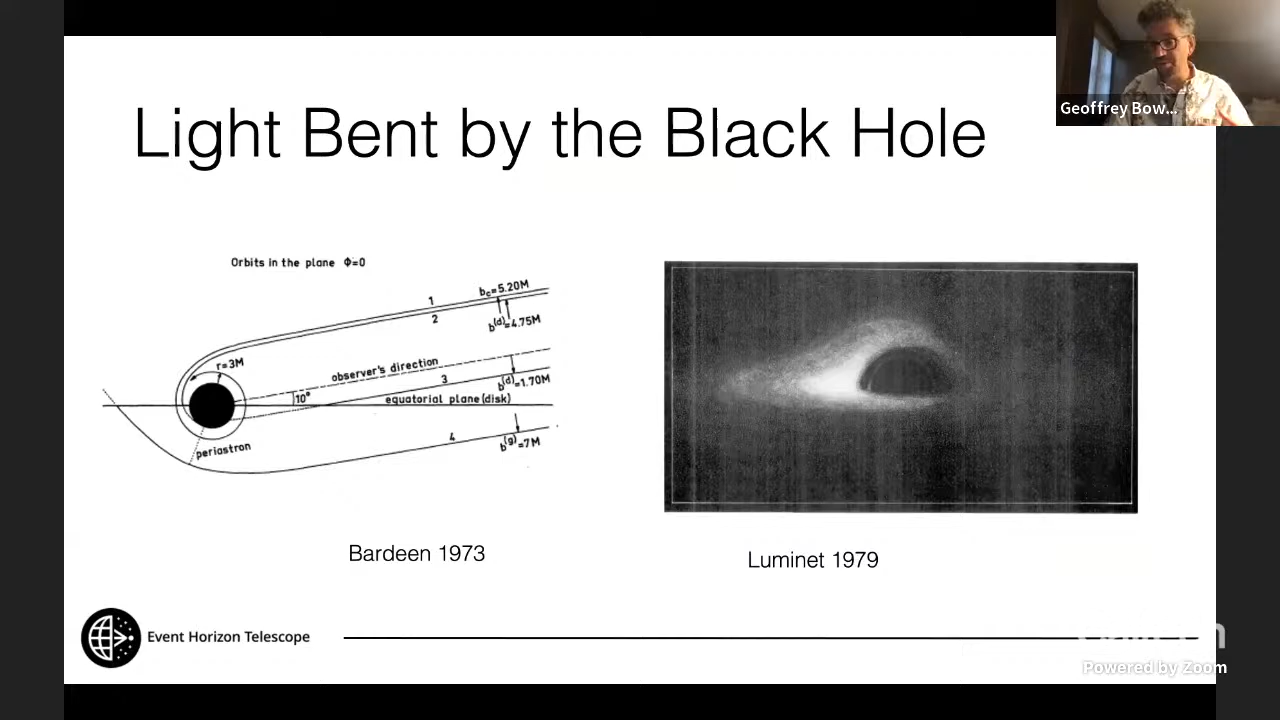 Geoffrey Bow...
Light Bent by the Black Hole
Orbits in the plane Φ=0
1
bc=5.20M
2
b(d)=4.75M
r=3M
observer's direction
3
b(d)=1.70M
10°
equatorial plane (disk)
4
b(g)=7M
periastron
Bardeen 1973
Luminet 1979
Event Horizon Telescope
Powered by Zoom